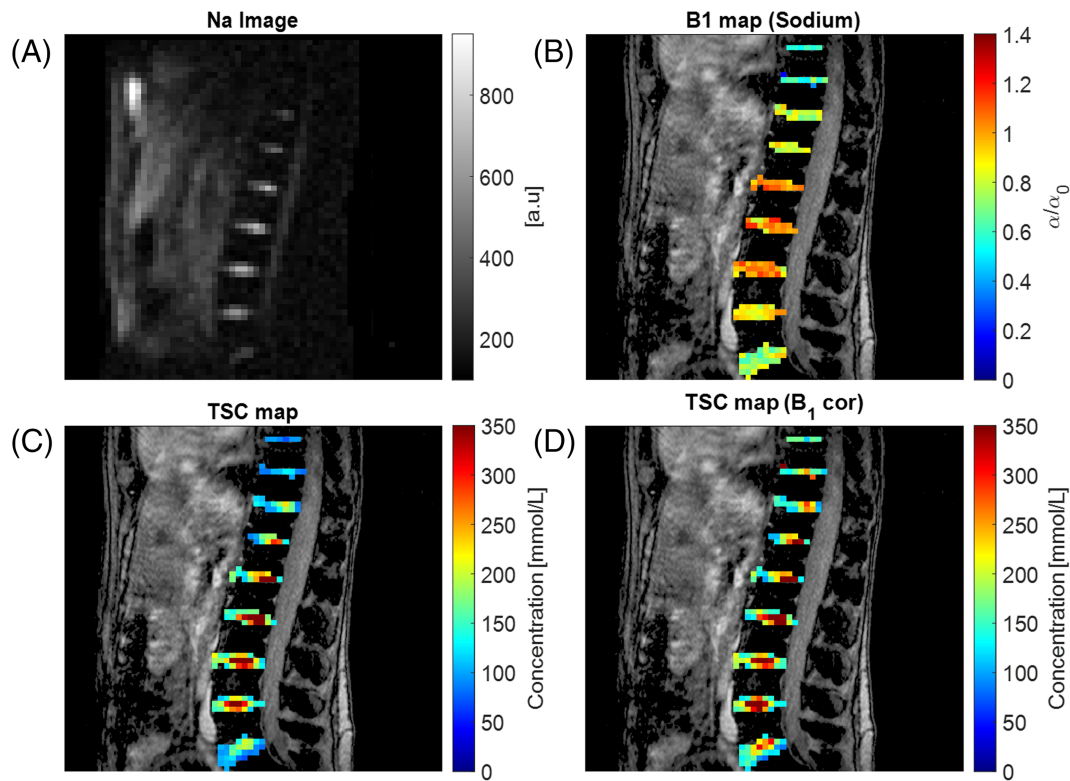 Na Image
(A)
800
600
400
200
[a.u]
B1 map (Sodium)
(B)
1.4
1.2
1
0.8
0.6
0.4
0.2
0
α/α₀
TSC map
(C)
350
300
250
200
150
100
50
0
Concentration [mmol/L]
TSC map (B₁ cor)
(D)
350
300
250
200
150
100
50
0
Concentration [mmol/L]